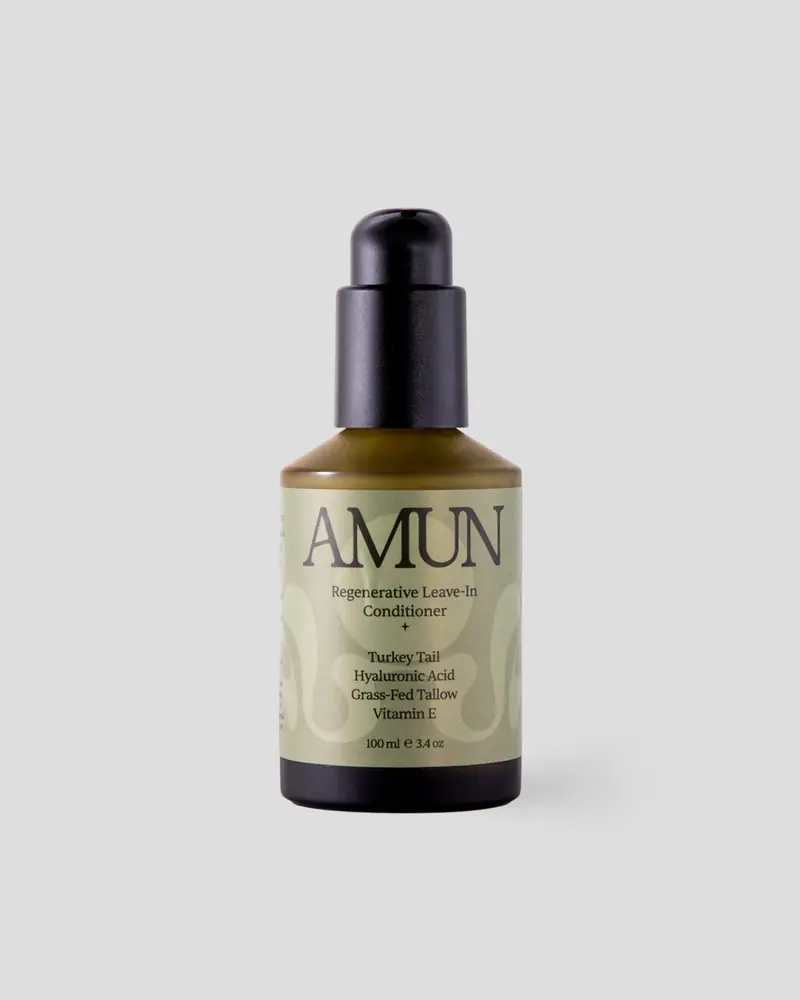 AMUN
Regenerative Leave-In
Conditioner
Turkey Tail
Hyaluronic Acid
Grass-Fed Tallow
Vitamin E
100 ml ℮ 3.4 oz